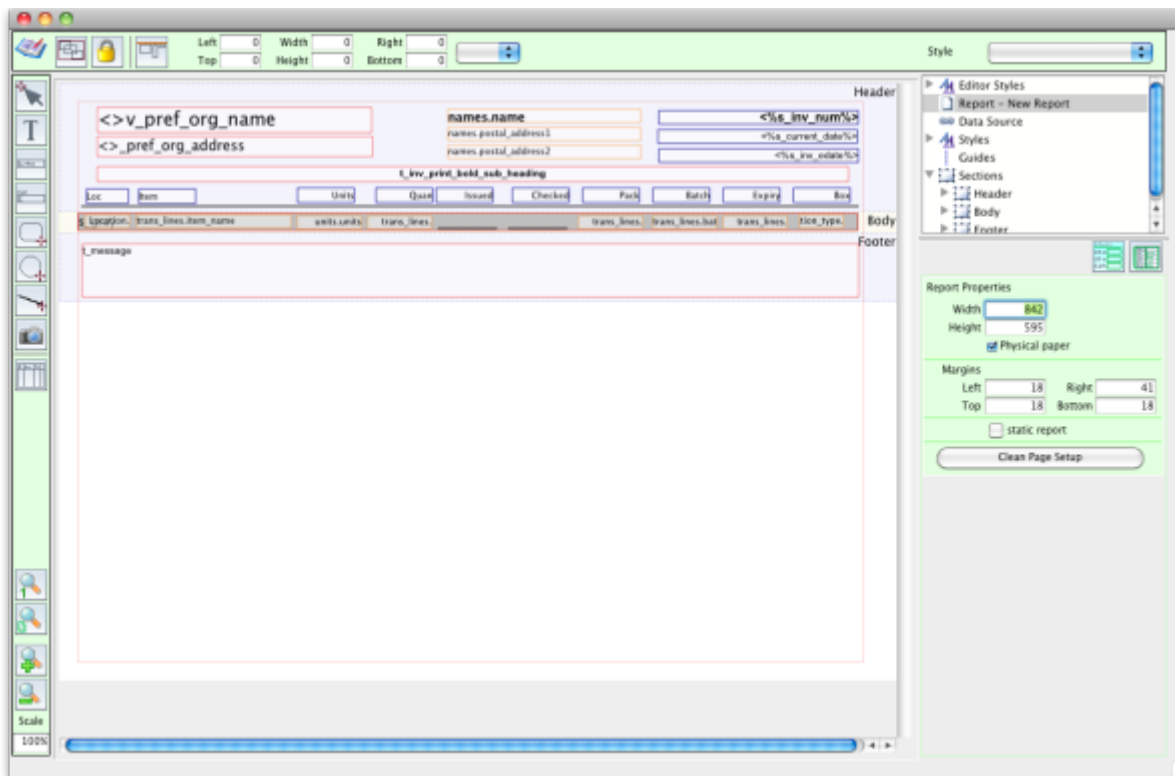 Left 0 Width 0 Right 0
Top 0 Height 0 Bottom 0
Style
Header
<>v_pref_org_name
names.name
<%s_inv_num%>
<>_pref_org_address
names.postal_address1
<%s_current_date%>
names.postal_address2
<%s_inv_odate%>
t_inv_print_bold_sub_heading
Loc Item Units Quan Issued Checked Pack Batch Expiry Box
Location. trans_lines.item_name units.units trans_lines. trans_lines. trans_lines.bat trans_lines. tice_type. Body
Footer
t_message
T
1
Scale
100%
Editor Styles
Report - New Report
Data Source
Styles
Guides
Sections
Header
Body
Footer
Report Properties
Width 842
Height 595
Physical paper
Margins
Left 18 Right 41
Top 18 Bottom 18
static report
Clean Page Setup